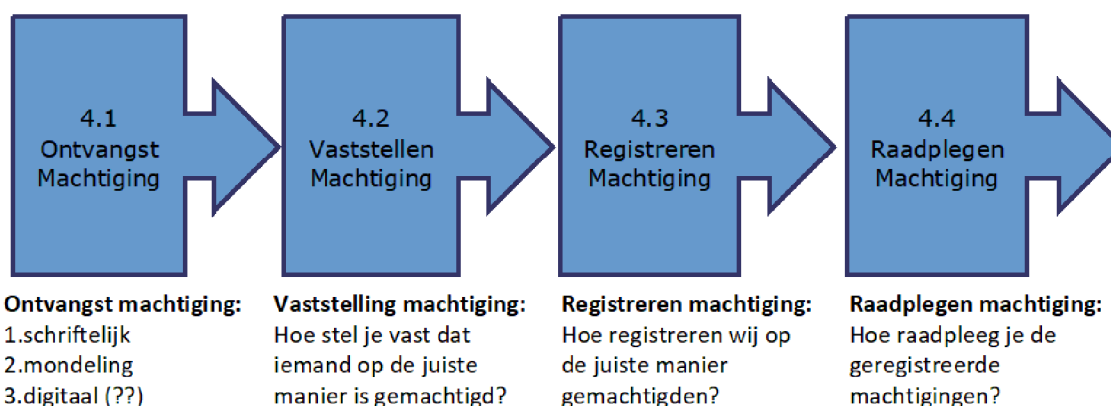 4.1
Ontvangst
Machtiging
4.2
Vaststellen
Machtiging
4.3
Registreren
Machtiging
4.4
Raadplegen
Machtiging
Ontvangst machtiging:
1.schriftelijk
2.mondeling
3.digitaal (??)
Vaststelling machtiging:
Hoe stel je vast dat
iemand op de juiste
manier is gemachtigd?
Registreren machtiging:
Hoe registreren wij op
de juiste manier
gemachtigden?
Raadplegen machtiging:
Hoe raadpleeg je de
geregistreerde
machtigingen?